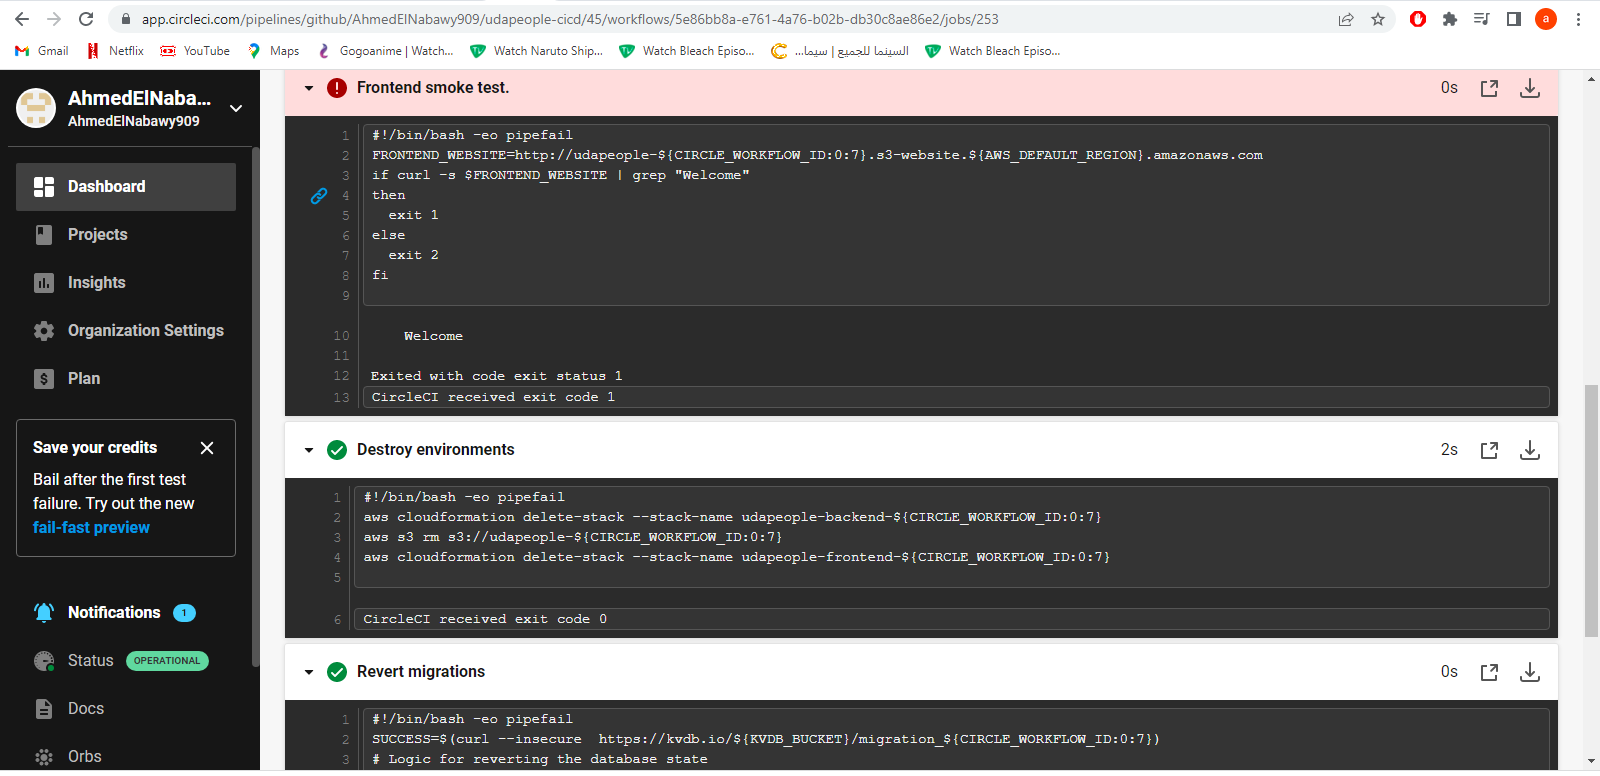 app.circleci.com/pipelines/github/AhmedElNabawy909/udapeople-cicd/45/workflows/5e86bb8a-e761-4a76-b02b-db30c8ae86e2/jobs/253
a
Gmail
Netflix
YouTube
Maps
Gogoanime | Watch...
Watch Naruto Ship...
Watch Bleach Episo...
السينما للجميع | سيما...
Watch Bleach Episo...
AhmedElNaba...
AhmedElNabawy909
Dashboard
Projects
Insights
Organization Settings
Plan
Save your credits
Bail after the first test
failure. Try out the new
fail-fast preview
Notifications 1
Status OPERATIONAL
Docs
Orbs
Frontend smoke test.
0s
1 #!/bin/bash -eo pipefail
2 FRONTEND_WEBSITE=http://udapeople-${CIRCLE_WORKFLOW_ID:0:7}.s3-website.${AWS_DEFAULT_REGION}.amazonaws.com
3 if curl -s $FRONTEND_WEBSITE | grep "Welcome"
4 then
5 exit 1
6 else
7 exit 2
8 fi
9
10 Welcome
11
12 Exited with code exit status 1
13 CircleCI received exit code 1
Destroy environments
2s
1 #!/bin/bash -eo pipefail
2 aws cloudformation delete-stack --stack-name udapeople-backend-${CIRCLE_WORKFLOW_ID:0:7}
3 aws s3 rm s3://udapeople-${CIRCLE_WORKFLOW_ID:0:7}
4 aws cloudformation delete-stack --stack-name udapeople-frontend-${CIRCLE_WORKFLOW_ID:0:7}
5
6 CircleCI received exit code 0
Revert migrations
0s
1 #!/bin/bash -eo pipefail
2 SUCCESS=$(curl --insecure  https://kvdb.io/${KVDB_BUCKET}/migration_${CIRCLE_WORKFLOW_ID:0:7})
3 # Logic for reverting the database state